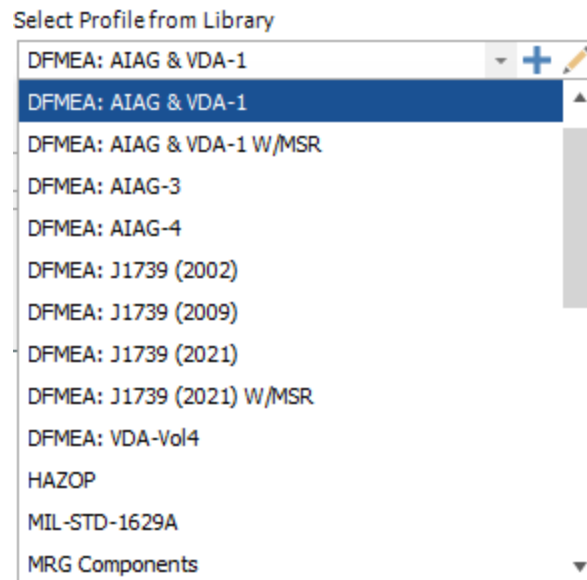 Select Profile from Library
DFMEA: AIAG & VDA-1
DFMEA: AIAG & VDA-1
DFMEA: AIAG & VDA-1 W/MSR
DFMEA: AIAG-3
DFMEA: AIAG-4
DFMEA: J1739 (2002)
DFMEA: J1739 (2009)
DFMEA: J1739 (2021)
DFMEA: J1739 (2021) W/MSR
DFMEA: VDA-Vol4
HAZOP
MIL-STD-1629A
MRG Components